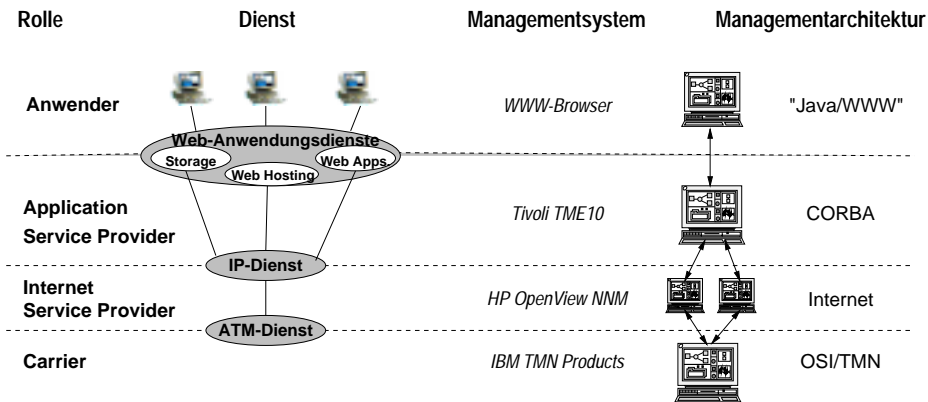 Rolle Dienst Managementsystem Managementarchitektur
Anwender WWW-Browser "Java/WWW"
Web-Anwendungsdienste
Storage Web Hosting Web Apps.
Application
Service Provider Tivoli TME10 CORBA
IP-Dienst
Internet
Service Provider HP OpenView NNM Internet
ATM-Dienst
Carrier IBM TMN Products OSI/TMN